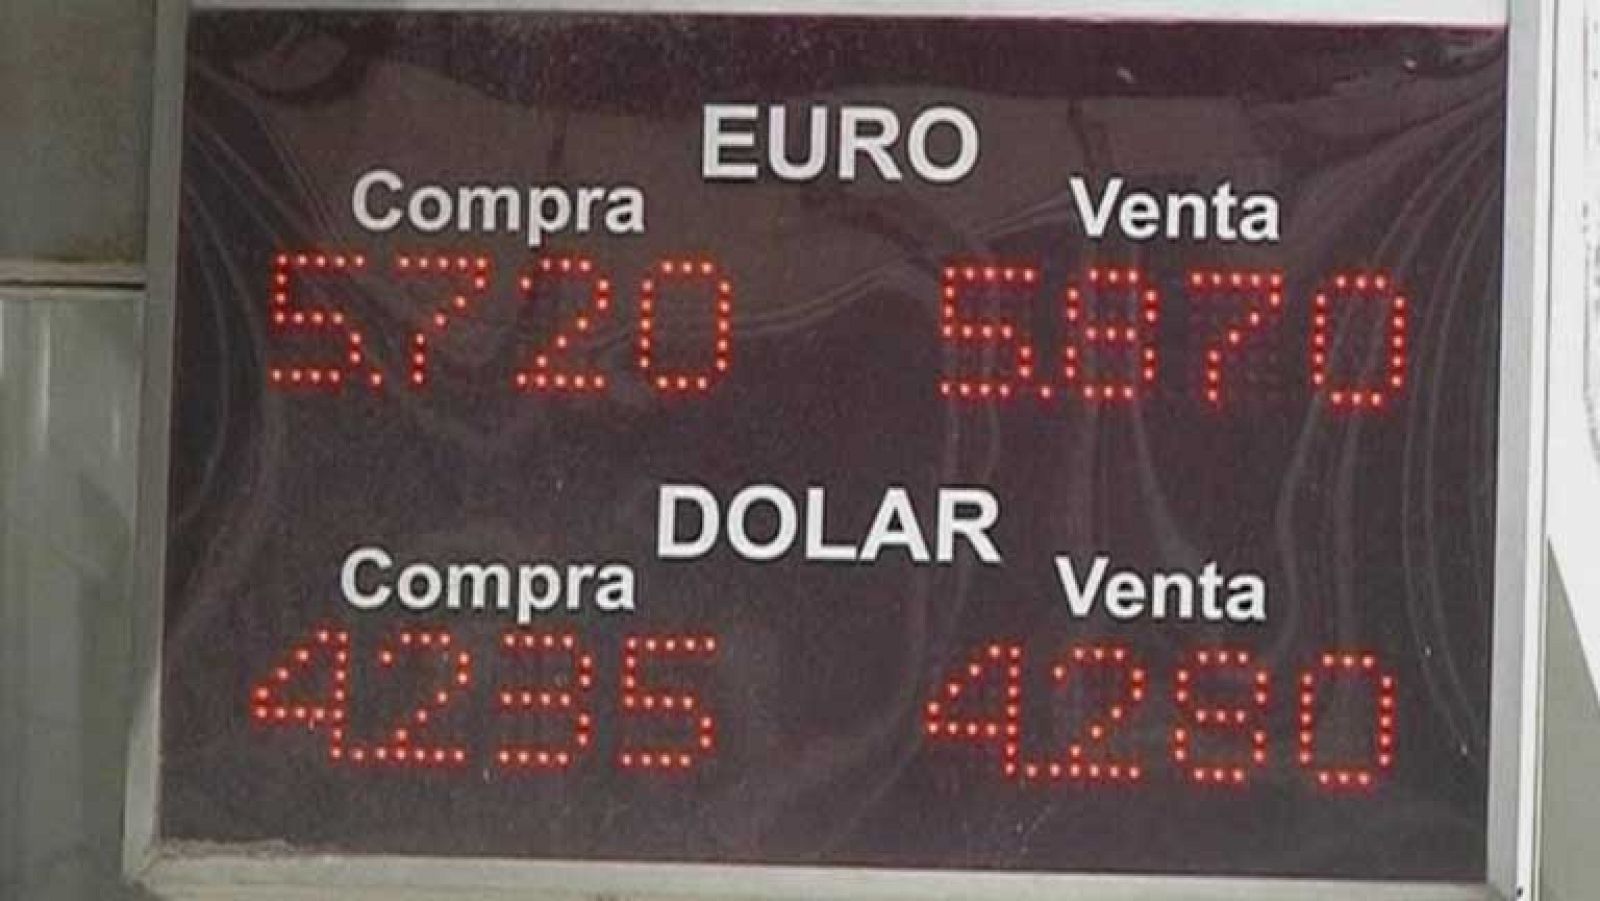 EURO
Compra Venta
5.720 5.870
DOLAR
Compra Venta
4.235 4.280